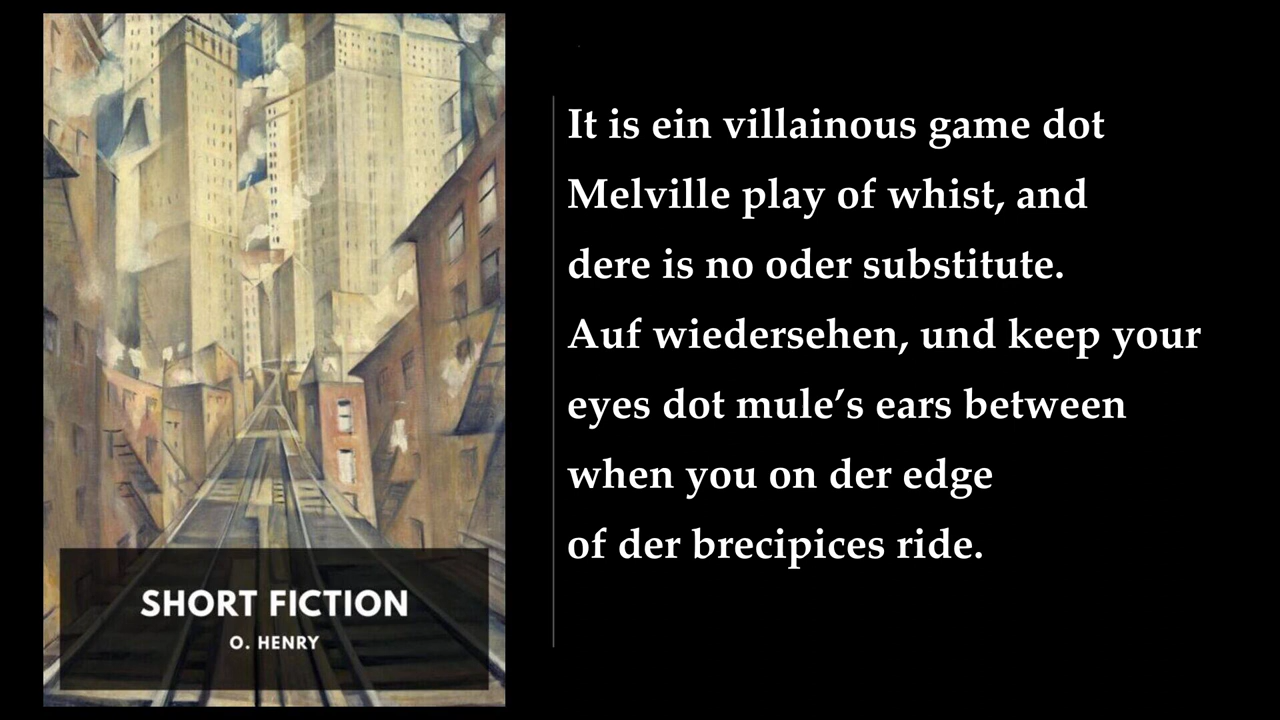 It is ein villainous game dot
Melville play of whist, and
dere is no oder substitute.
Auf wiedersehen, und keep your
eyes dot mule’s ears between
when you on der edge
of der brecipices ride.
SHORT FICTION
O. HENRY